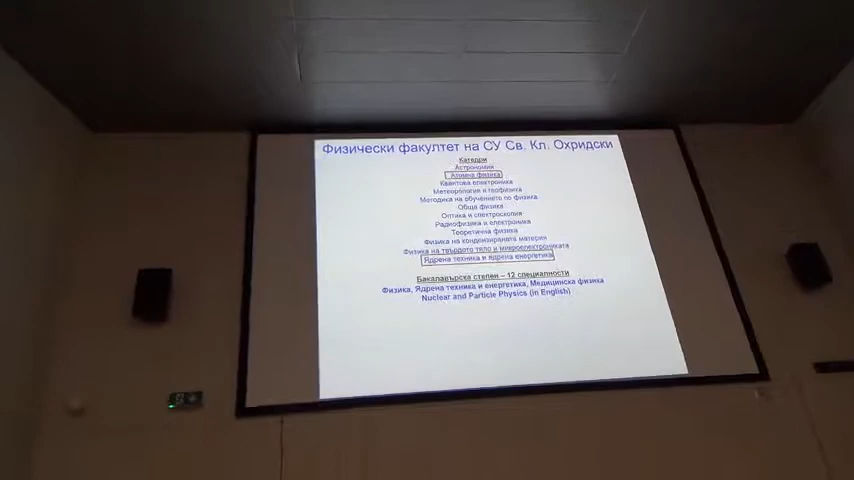 Физически факултет на СУ Св. Кл. Охридски
Катедри
Астрономия
Атомна физика
Квантова електроника
Метеорология и геофизика
Методика на обучението по физика
Обща физика
Оптика и спектроскопия
Радиофизика и електроника
Теоретична физика
Физика на кондензираната материя
Физика на твърдото тяло и микроелектрониката
Ядрена техника и ядрена енергетика
Бакалавърска степен – 12 специалности
Физика, Ядрена техника и енергетика, Медицинска физика
Nuclear and Particle Physics (in English)